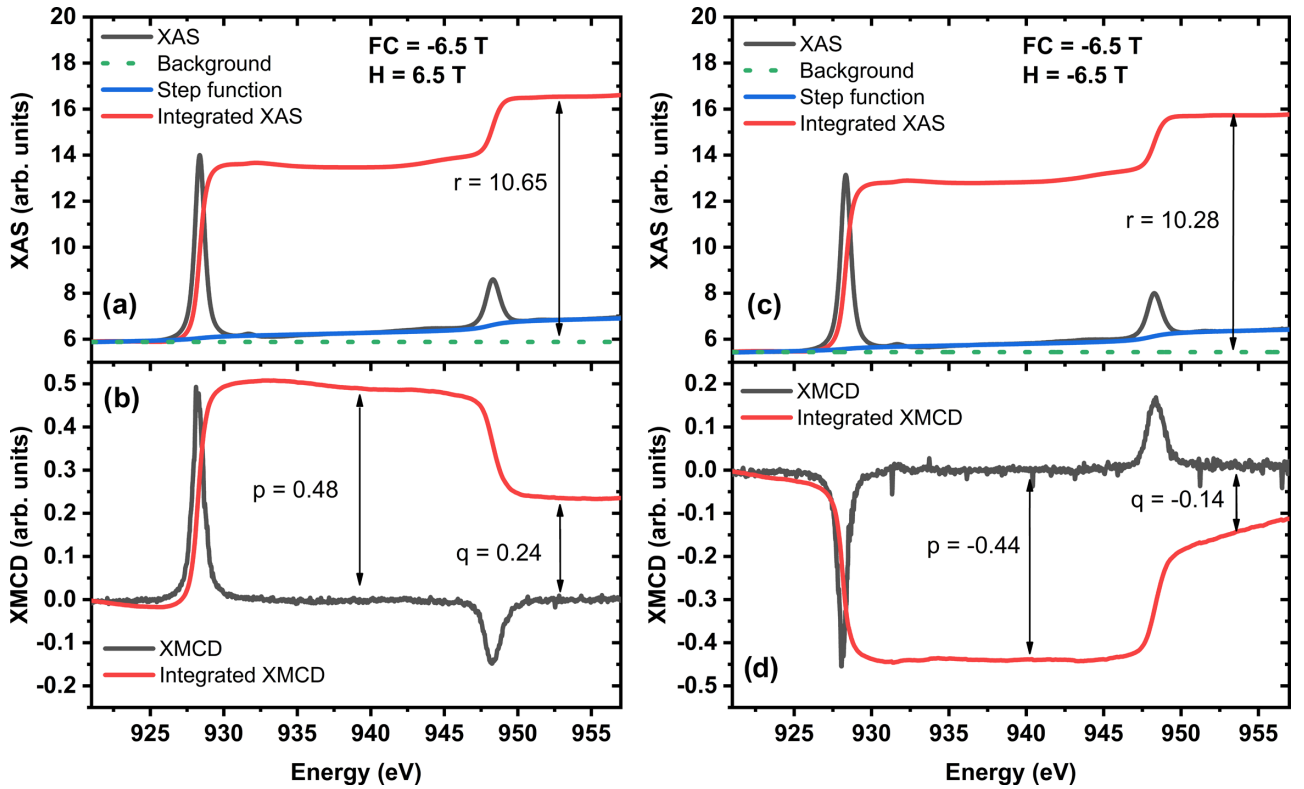 20
18
16
14
12
10
8
6
XAS (arb. units)
XAS
Background
Step function
Integrated XAS
FC = -6.5 T
H = 6.5 T
r = 10.65
(a)
0.5
0.4
0.3
0.2
0.1
0.0
-0.1
-0.2
XMCD (arb. units)
(b)
p = 0.48
q = 0.24
XMCD
Integrated XMCD
925 930 935 940 945 950 955
Energy (eV)
20
18
16
14
12
10
8
6
XAS (arb. units)
XAS
Background
Step function
Integrated XAS
FC = -6.5 T
H = -6.5 T
r = 10.28
(c)
0.2
0.1
0.0
-0.1
-0.2
-0.3
-0.4
-0.5
XMCD (arb. units)
XMCD
Integrated XMCD
q = -0.14
p = -0.44
(d)
925 930 935 940 945 950 955
Energy (eV)